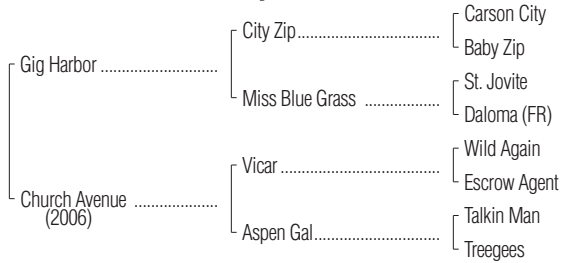 Carson City
City Zip
Baby Zip
Gig Harbor
St. Jovite
Miss Blue Grass
Daloma (FR)
Wild Again
Vicar
Escrow Agent
Church Avenue
(2006)
Talkin Man
Aspen Gal
Treegees